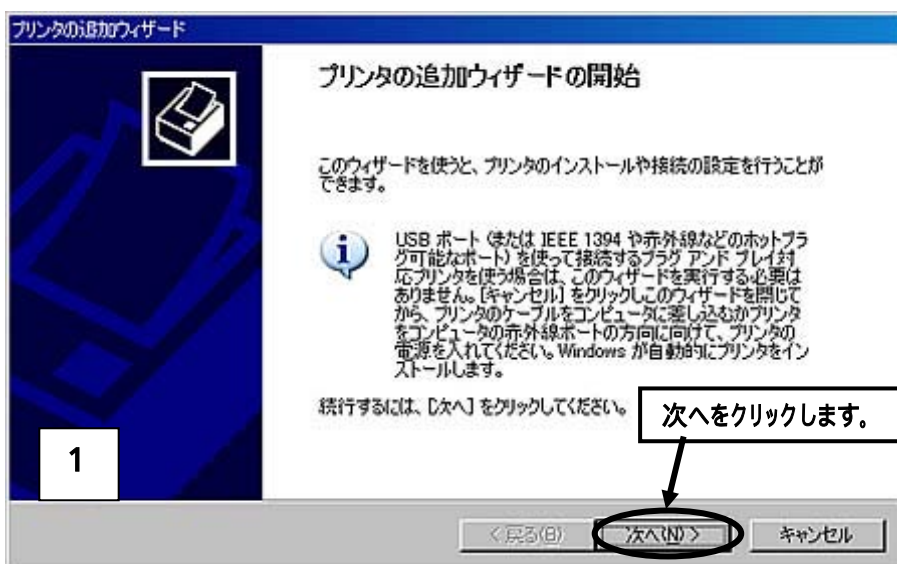 プリンタの追加ウィザード
プリンタの追加ウィザードの開始
このウィザードを使うと、プリンタのインストールや接続の設定を行うことが
できます。
USB ポート (または IEEE 1394 や赤外線などのホットプラ
グ可能なポート) を使って接続するプラグ アンド プレイ対
応プリンタを使う場合は、このウィザードを実行する必要は
ありません。[キャンセル] をクリックしこのウィザードを閉じて
から、プリンタのケーブルをコンピュータに差し込むかプリンタ
をコンピュータの赤外線ポートの方向に向けて、プリンタの
電源を入れてください。Windows が自動的にプリンタをイン
ストールします。
続行するには、[次へ] をクリックしてください。
次へをクリックします。
1
< 戻る(B)
次へ(N) >
キャンセル